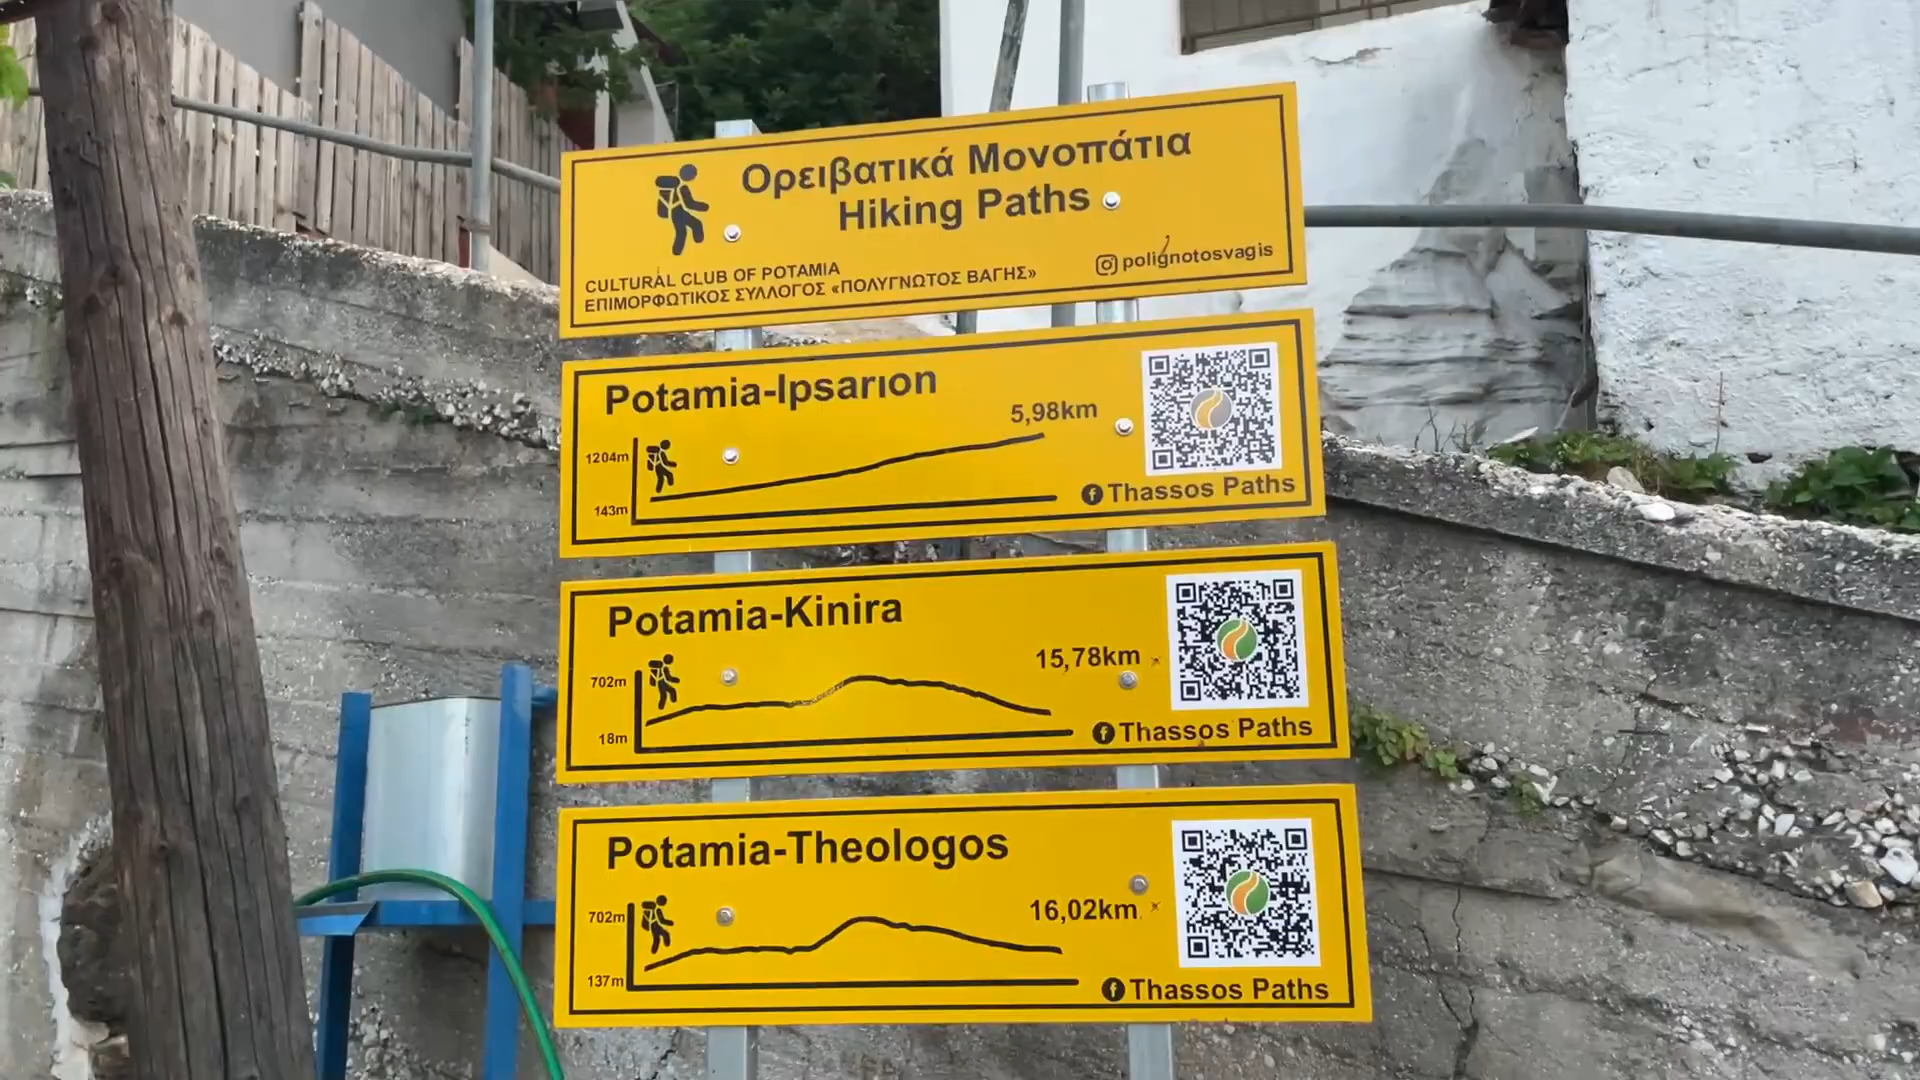 Ορειβατικά Μονοπάτια
Hiking Paths
CULTURAL CLUB OF POTAMIA
ΕΠΙΜΟΡΦΩΤΙΚΟΣ ΣΥΛΛΟΓΟΣ «ΠΟΛΥΓΝΩΤΟΣ ΒΑΓΗΣ»
polignotosvagis
Potamia-Ipsarıon
5,98km
1204m
143m
Thassos Paths
Potamia-Kinira
15,78km
702m
18m
Thassos Paths
Potamia-Theologos
16,02km
702m
137m
Thassos Paths